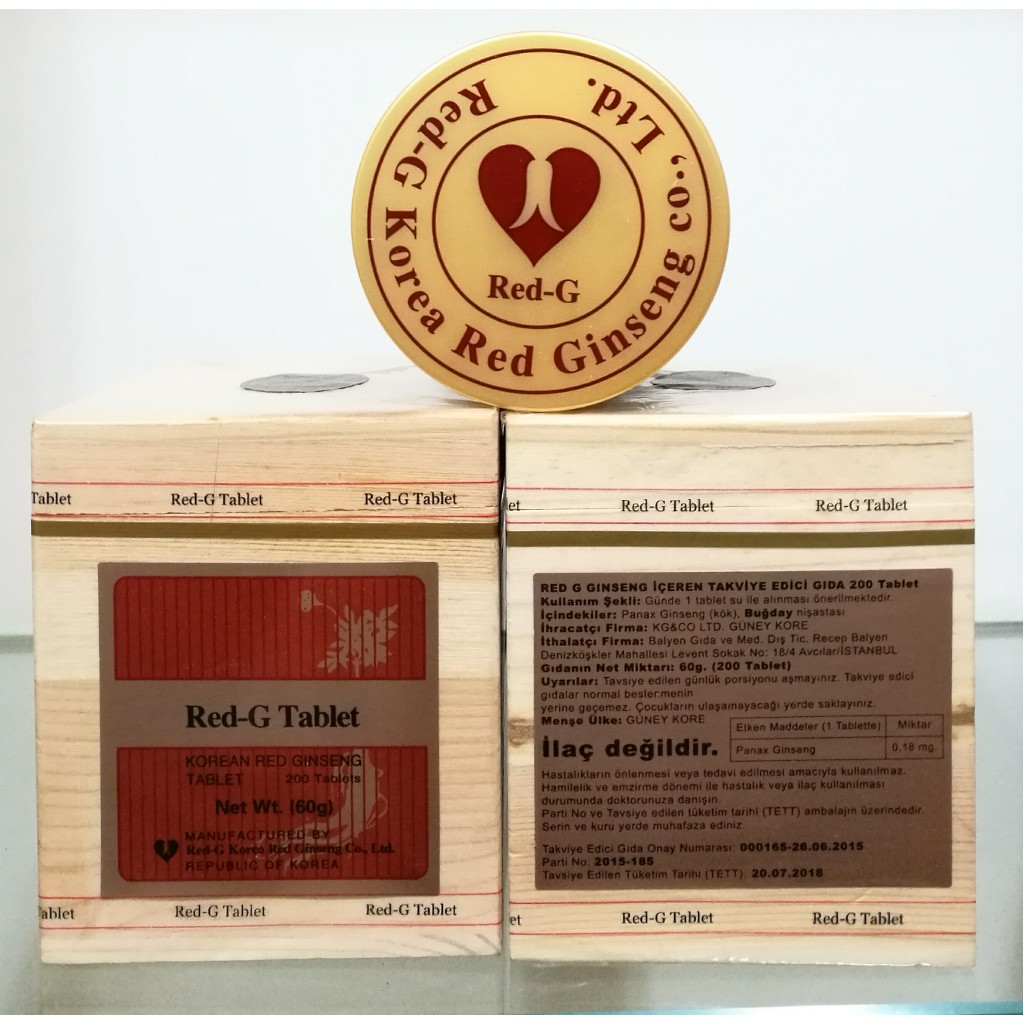 Red-G Korea Red Ginseng co., Ltd.
Red-G
Tablet Red-G Tablet Red-G Tablet
Red-G Tablet
KOREAN RED GINSENG
TABLET 200 Tablets
Net Wt. (60g)
MANUFACTURED BY
Red-G Korea Red Ginseng Co., Ltd.
REPUBLIC OF KOREA
ablet Red-G Tablet Red-G Tablet
et Red-G Tablet Red-G Tablet
RED G GINSENG İÇEREN TAKVİYE EDİCİ GIDA 200 Tablet
Kullanım Şekli: Günde 1 tablet su ile alınması önerilmektedir.
İçindekiler: Panax Ginseng (kök), Buğday nişastası
İhracatçı Firma: KG&CO LTD. GÜNEY KORE
İthalatçı Firma: Balyen Gıda ve Med. Dış Tic. Recep Balyen
Denizköşkler Mahallesi Levent Sokak No: 18/4 Avcılar/İSTANBUL
Gıdanın Net Miktarı: 60g. (200 Tablet)
Uyarılar: Tavsiye edilen günlük porsiyonu aşmayınız. Takviye edici
gıdalar normal beslenmenin
yerine geçemez. Çocukların ulaşamayacağı yerde saklayınız.
Menşe Ülke: GÜNEY KORE
Etken Maddeler (1 Tablette) Miktar
Panax Ginseng 0,18 mg.
İlaç değildir.
Hastalıkların önlenmesi veya tedavi edilmesi amacıyla kullanılmaz.
Hamilelik ve emzirme dönemi ile hastalık veya ilaç kullanılması
durumunda doktorunuza danışın.
Parti No ve Tavsiye edilen tüketim tarihi (TETT) ambalajın üzerindedir.
Serin ve kuru yerde muhafaza ediniz
Takviye Edici Gıda Onay Numarası: 000165-26.06.2015
Parti No: 2015-185
Tavsiye Edilen Tüketim Tarihi (TETT): 20.07.2018
et Red-G Tablet Red-G Tablet